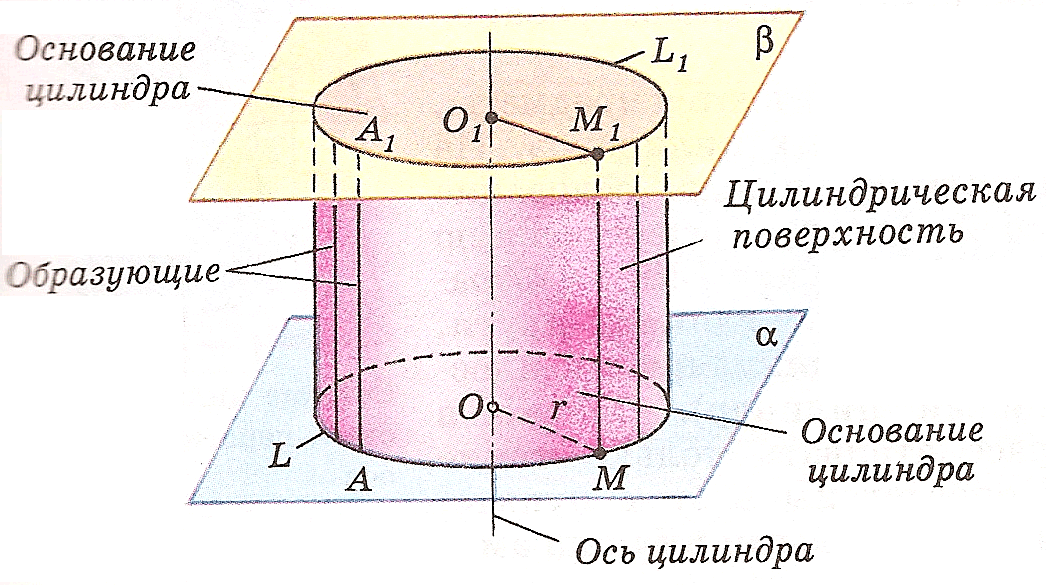 Основание
цилиндра
β
L₁
A₁
O₁
M₁
Цилиндрическая
поверхность
Образующие
α
O
r
Основание
цилиндра
L
A
M
Ось цилиндра